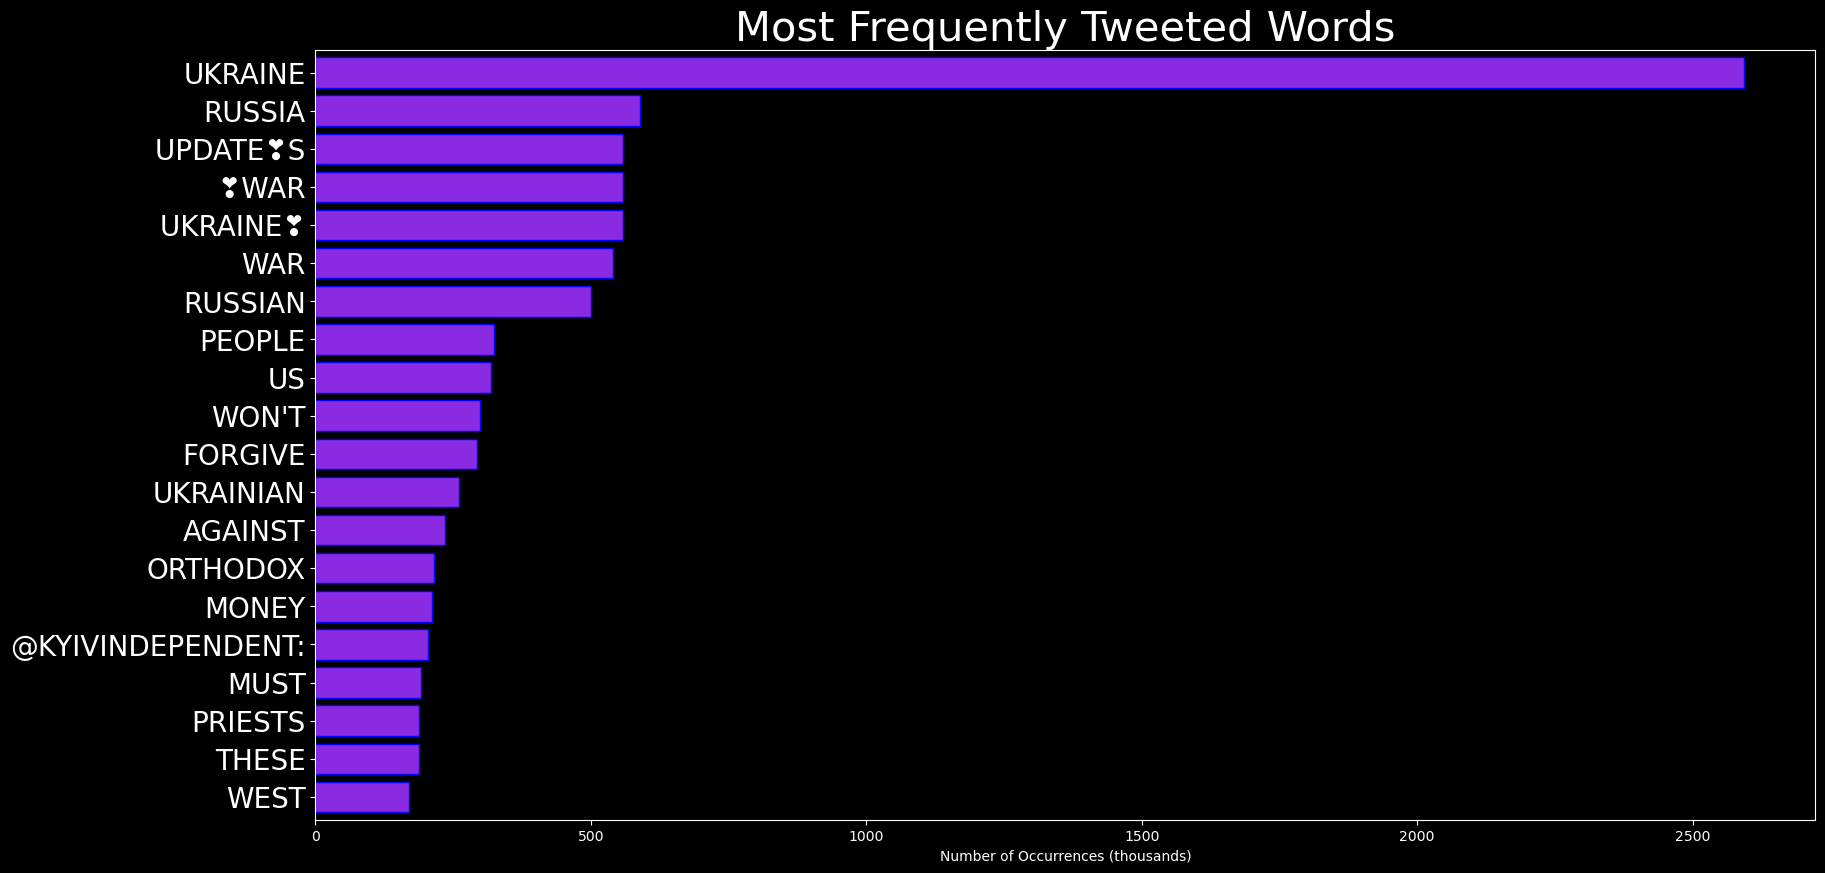 Most Frequently Tweeted Words
UKRAINE
RUSSIA
UPDATE❣S
❣WAR
UKRAINE❣
WAR
RUSSIAN
PEOPLE
US
WON'T
FORGIVE
UKRAINIAN
AGAINST
ORTHODOX
MONEY
@KYIVINDEPENDENT:
MUST
PRIESTS
THESE
WEST
0 500 1000 1500 2000 2500
Number of Occurrences (thousands)